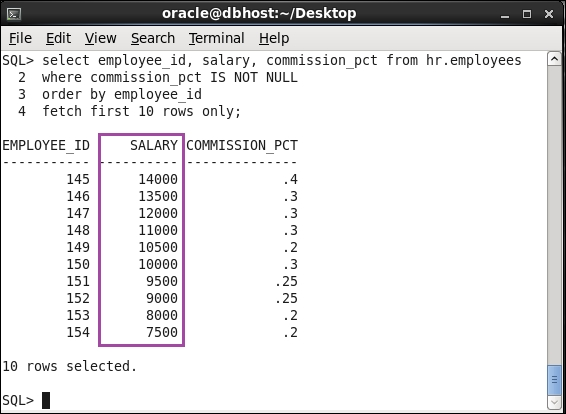 oracle@dbhost:~/Desktop
File Edit View Search Terminal Help
SQL> select employee_id, salary, commission_pct from hr.employees
  2  where commission_pct IS NOT NULL
  3  order by employee_id
  4  fetch first 10 rows only;

EMPLOYEE_ID     SALARY COMMISSION_PCT
----------- ---------- --------------
        145      14000             .4
        146      13500             .3
        147      12000             .3
        148      11000             .3
        149      10500             .2
        150      10000             .3
        151       9500            .25
        152       9000            .25
        153       8000             .2
        154       7500             .2

10 rows selected.

SQL>